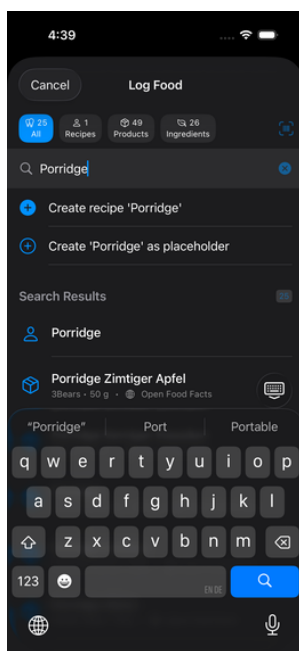 4:39
Cancel
Log Food
25
All
1
Recipes
49
Products
26
Ingredients
Porridge
Create recipe 'Porridge'
Create 'Porridge' as placeholder
Search Results
25
Porridge
Porridge Zimtiger Apfel
3Bears • 50 g • Open Food Facts
"Porridge"
Port
Portable
q w e r t y u i o p
a s d f g h j k l
z x c v b n m
123
EN DE